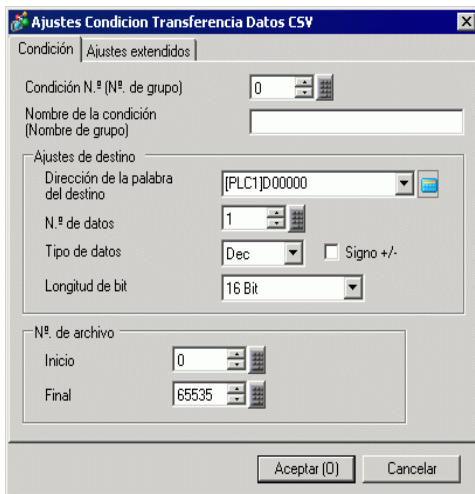 Ajustes Condicion Transferencia Datos CSV
Condición Ajustes extendidos
Condición N.º (Nº. de grupo) 0
Nombre de la condición
(Nombre de grupo)
Ajustes de destino
Dirección de la palabra
del destino [PLC1]D00000
N.º de datos 1
Tipo de datos Dec Signo +/-
Longitud de bit 16 Bit
Nº. de archivo
Inicio 0
Final 65535
Aceptar (O) Cancelar